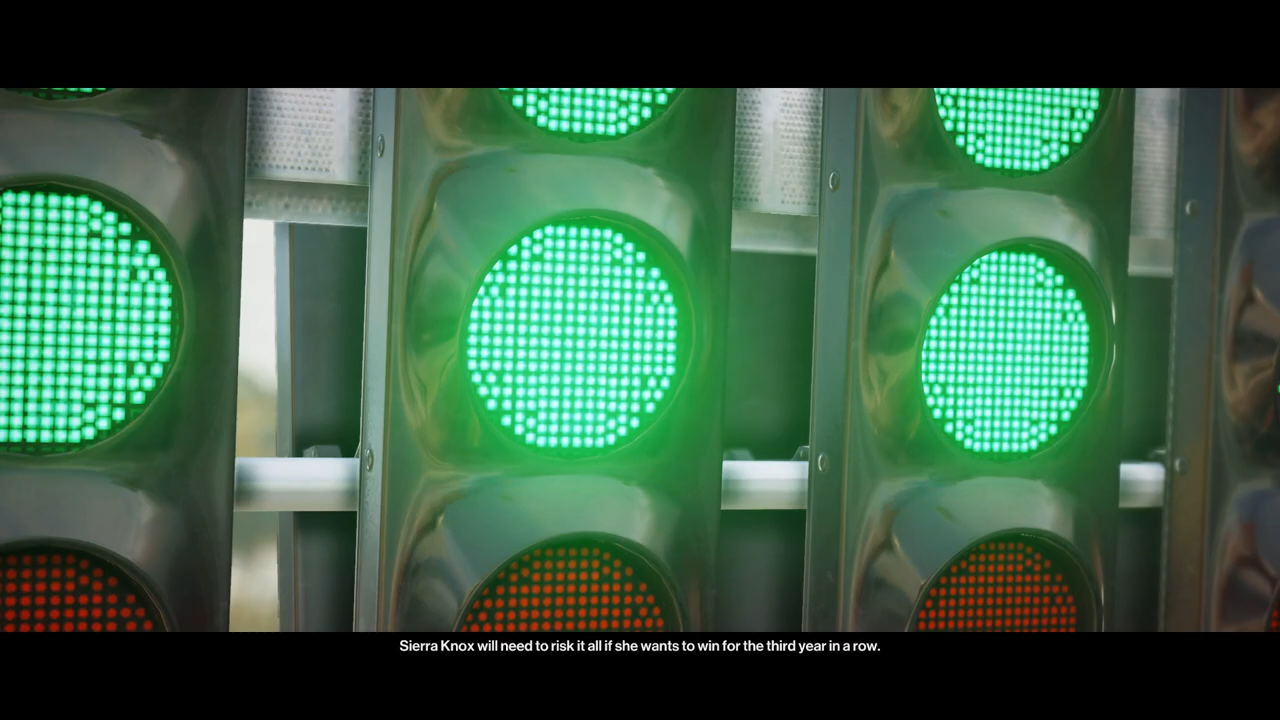 Sierra Knox will need to risk it all if she wants to win for the third year in a row.